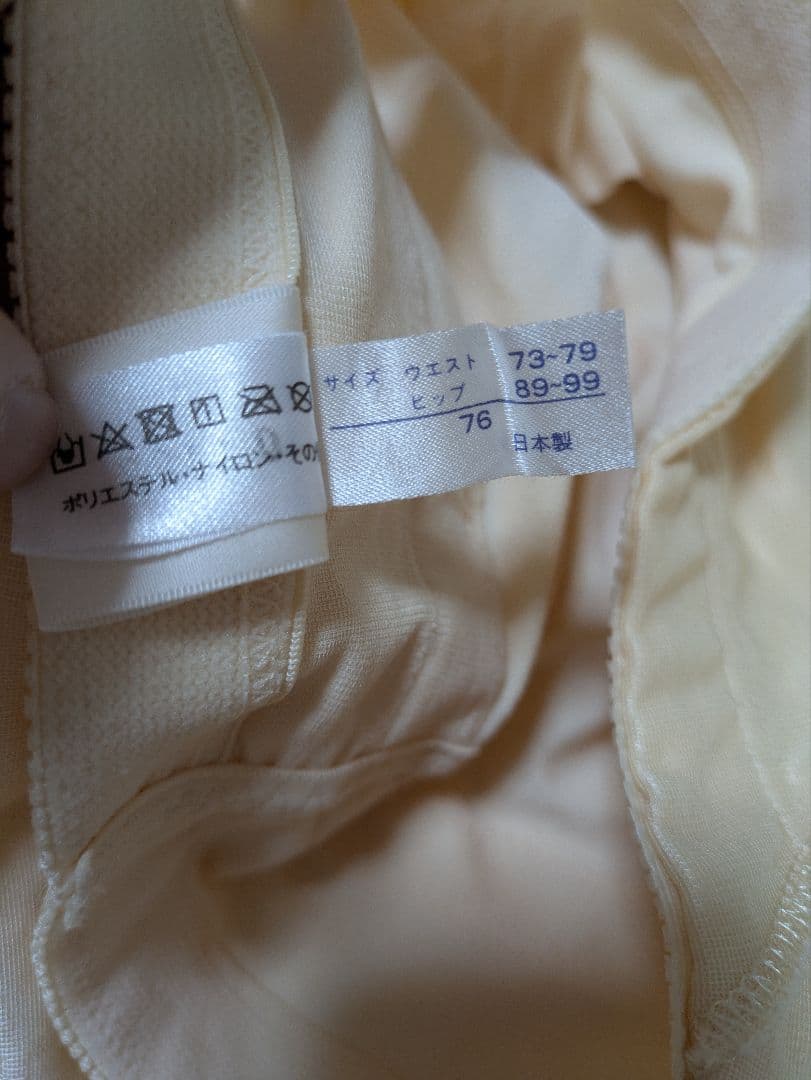 ポリエステル・ナイロン・その
サイズ ウエスト 73~79
ヒップ 89~99
76
日本製